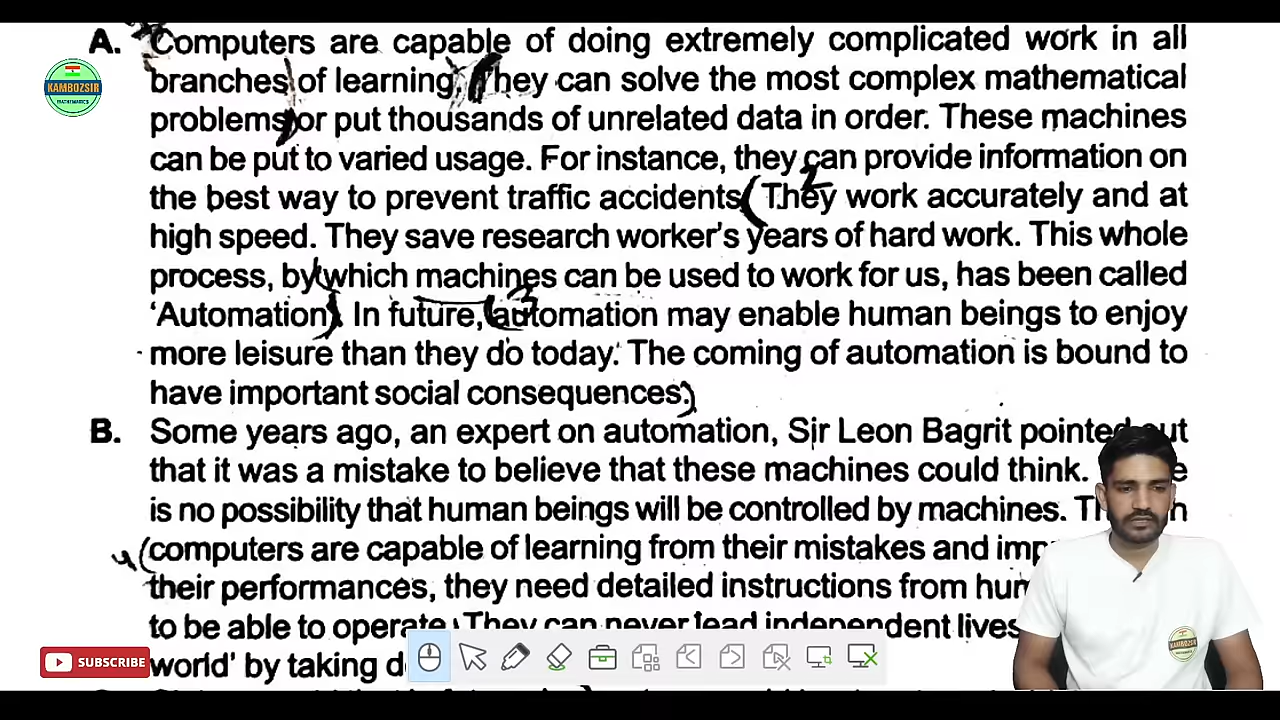 A. Computers are capable of doing extremely complicated work in all
branches of learning. They can solve the most complex mathematical
problems or put thousands of unrelated data in order. These machines
can be put to varied usage. For instance, they can provide information on
the best way to prevent traffic accidents. They work accurately and at
high speed. They save research worker's years of hard work. This whole
process, by which machines can be used to work for us, has been called
‘Automation’. In future, automation may enable human beings to enjoy
more leisure than they do today. The coming of automation is bound to
have important social consequences.
B. Some years ago, an expert on automation, Sir Leon Bagrit pointed out
that it was a mistake to believe that these machines could think.
is no possibility that human beings will be controlled by machines.
computers are capable of learning from their mistakes and
their performances, they need detailed instructions from
to be able to operate. They can never lead independent lives
world' by taking
KAMBOZSIR
MATHEMATICS
2
3
4
SUBSCRIBE
KAMBOZSIR